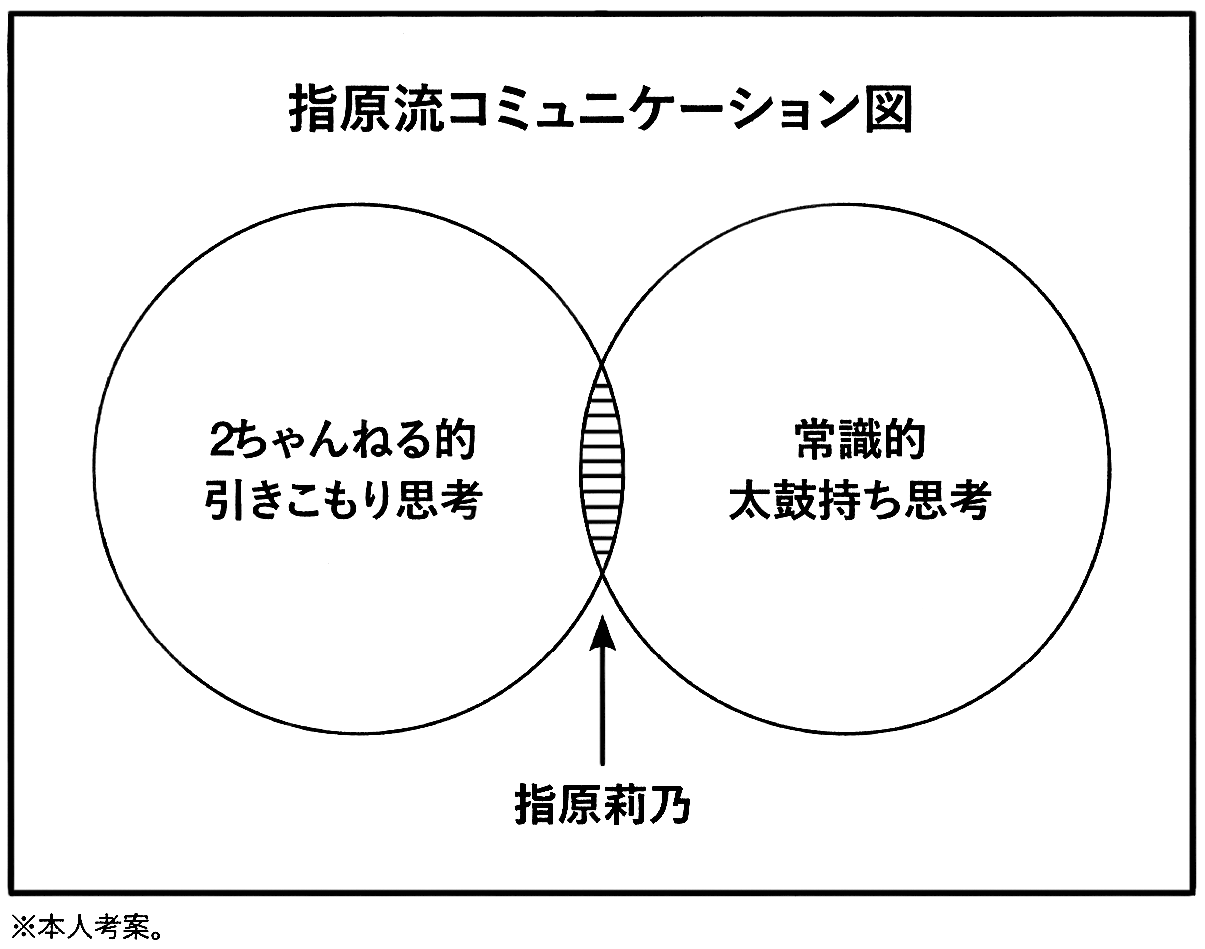 指原流コミュニケーション図
2ちゃんねる的
引きこもり思考
常識的
太鼓持ち思考
指原莉乃
※本人考案。